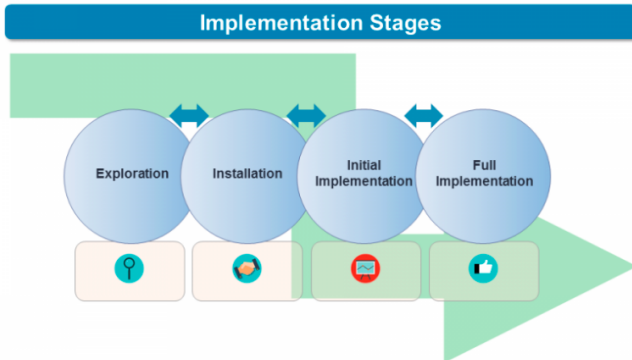 Implementation Stages
Exploration
Installation
Initial
Implementation
Full
Implementation